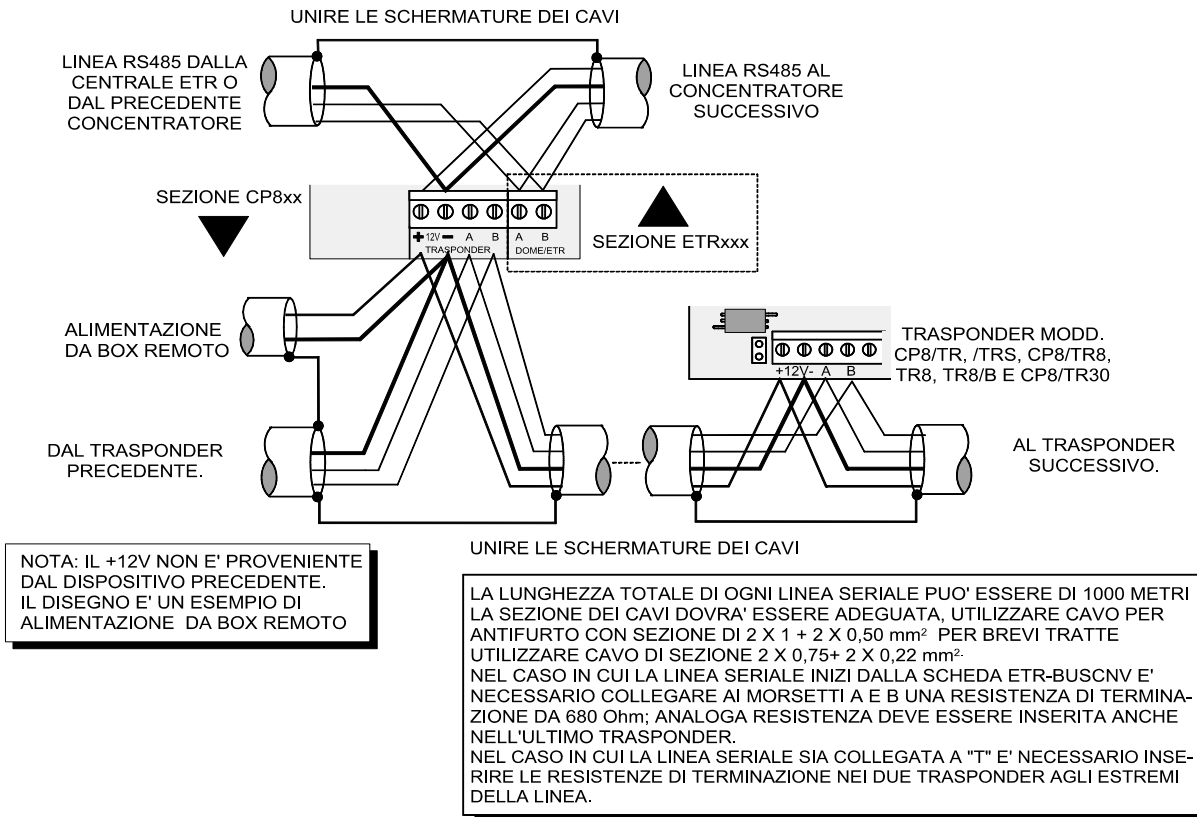 UNIRE LE SCHERMATURE DEI CAVI
LINEA RS485 DALLA
CENTRALE ETR O
DAL PRECEDENTE
CONCENTRATORE
LINEA RS485 AL
CONCENTRATORE
SUCCESSIVO
SEZIONE CP8xx
SEZIONE ETRxxx
+ 12V - A B A B
TRASPONDER DOME/ETR
ALIMENTAZIONE
DA BOX REMOTO
TRASPONDER MODD.
CP8/TR, /TRS, CP8/TR8,
TR8, TR8/B E CP8/TR30
+12V- A B
DAL TRASPONDER
PRECEDENTE.
AL TRASPONDER
SUCCESSIVO.
NOTA: IL +12V NON E' PROVENIENTE
DAL DISPOSITIVO PRECEDENTE.
IL DISEGNO E' UN ESEMPIO DI
ALIMENTAZIONE DA BOX REMOTO
UNIRE LE SCHERMATURE DEI CAVI
LA LUNGHEZZA TOTALE DI OGNI LINEA SERIALE PUO' ESSERE DI 1000 METRI
LA SEZIONE DEI CAVI DOVRA' ESSERE ADEGUATA, UTILIZZARE CAVO PER
ANTIFURTO CON SEZIONE DI 2 X 1 + 2 X 0,50 mm² PER BREVI TRATTE
UTILIZZARE CAVO DI SEZIONE 2 X 0,75+ 2 X 0,22 mm².
NEL CASO IN CUI LA LINEA SERIALE INIZI DALLA SCHEDA ETR-BUSCNV E'
NECESSARIO COLLEGARE AI MORSETTI A E B UNA RESISTENZA DI TERMINA-
ZIONE DA 680 Ohm; ANALOGA RESISTENZA DEVE ESSERE INSERITA ANCHE
NELL'ULTIMO TRASPONDER.
NEL CASO IN CUI LA LINEA SERIALE SIA COLLEGATA A "T" E' NECESSARIO INSE-
RIRE LE RESISTENZE DI TERMINAZIONE NEI DUE TRASPONDER AGLI ESTREMI
DELLA LINEA.